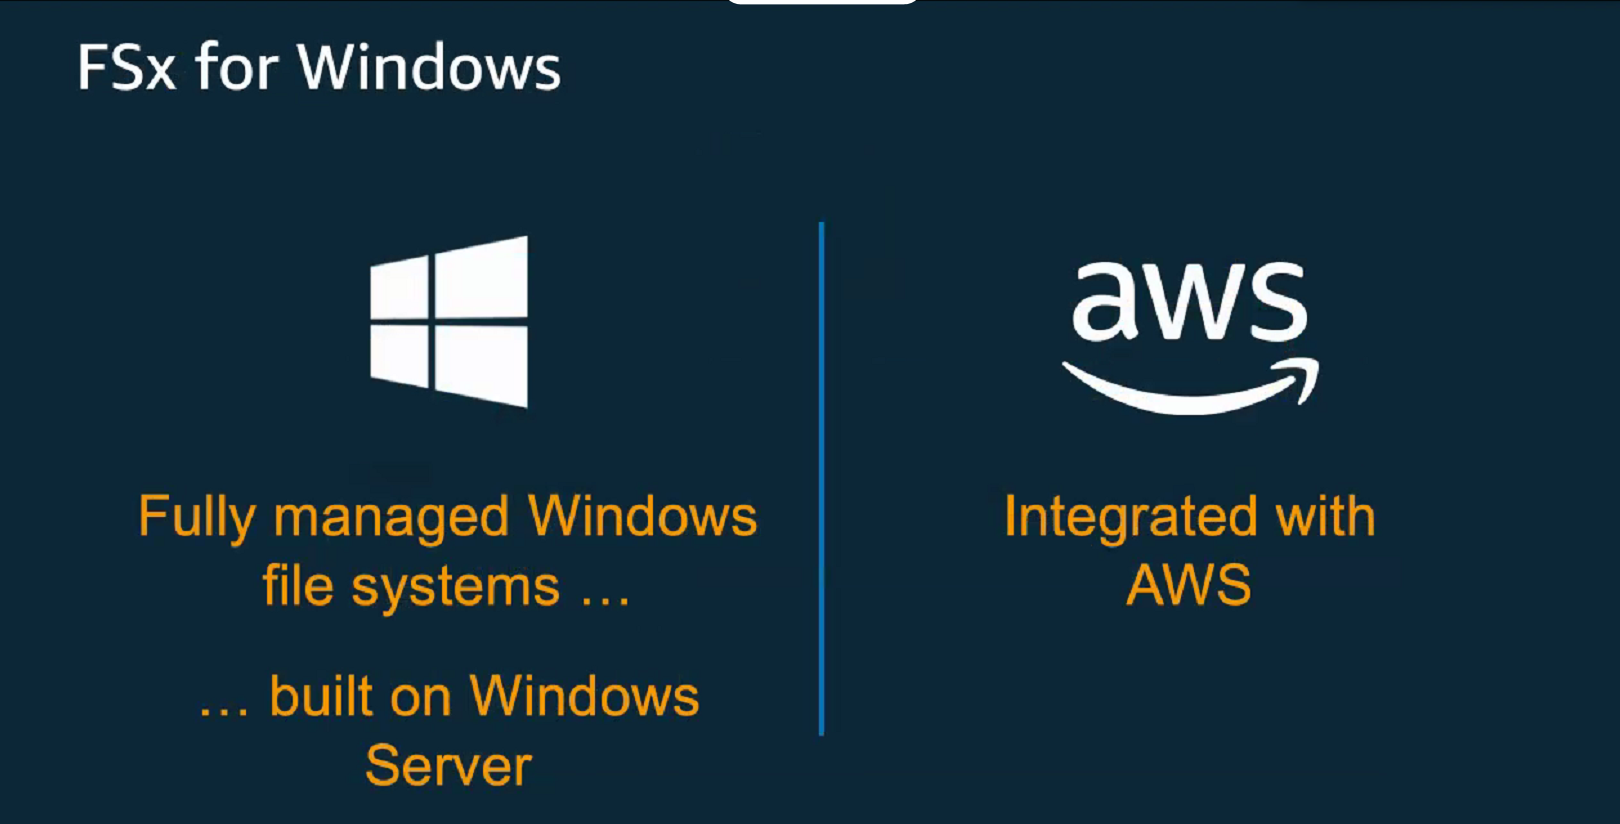 FSx for Windows
Fully managed Windows
file systems …
… built on Windows
Server
aws
Integrated with
AWS